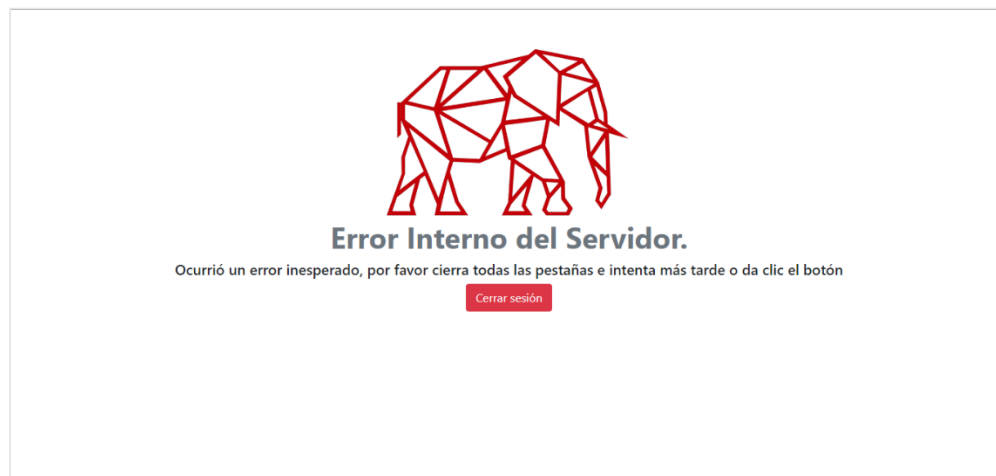 Error Interno del Servidor.
Ocurrió un error inesperado, por favor cierra todas las pestañas e intenta más tarde o da clic el botón
Cerrar sesión